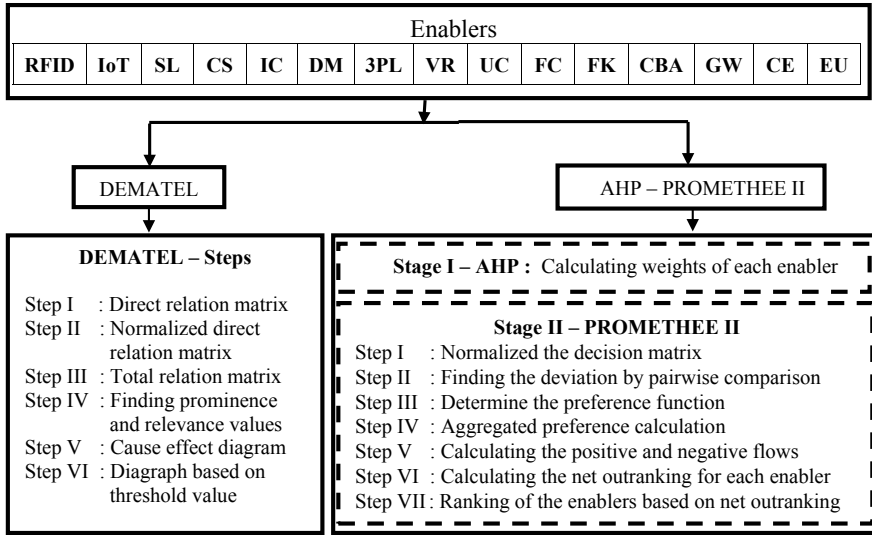 Enablers
RFID IoT SL CS IC DM 3PL VR UC FC FK CBA GW CE EU
DEMATEL
AHP – PROMETHEE II
DEMATEL – Steps
Step I : Direct relation matrix
Step II : Normalized direct
relation matrix
Step III : Total relation matrix
Step IV : Finding prominence
and relevance values
Step V : Cause effect diagram
Step VI : Diagraph based on
threshold value
Stage I – AHP : Calculating weights of each enabler
Stage II – PROMETHEE II
Step I : Normalized the decision matrix
Step II : Finding the deviation by pairwise comparison
Step III : Determine the preference function
Step IV : Aggregated preference calculation
Step V : Calculating the positive and negative flows
Step VI : Calculating the net outranking for each enabler
Step VII : Ranking of the enablers based on net outranking